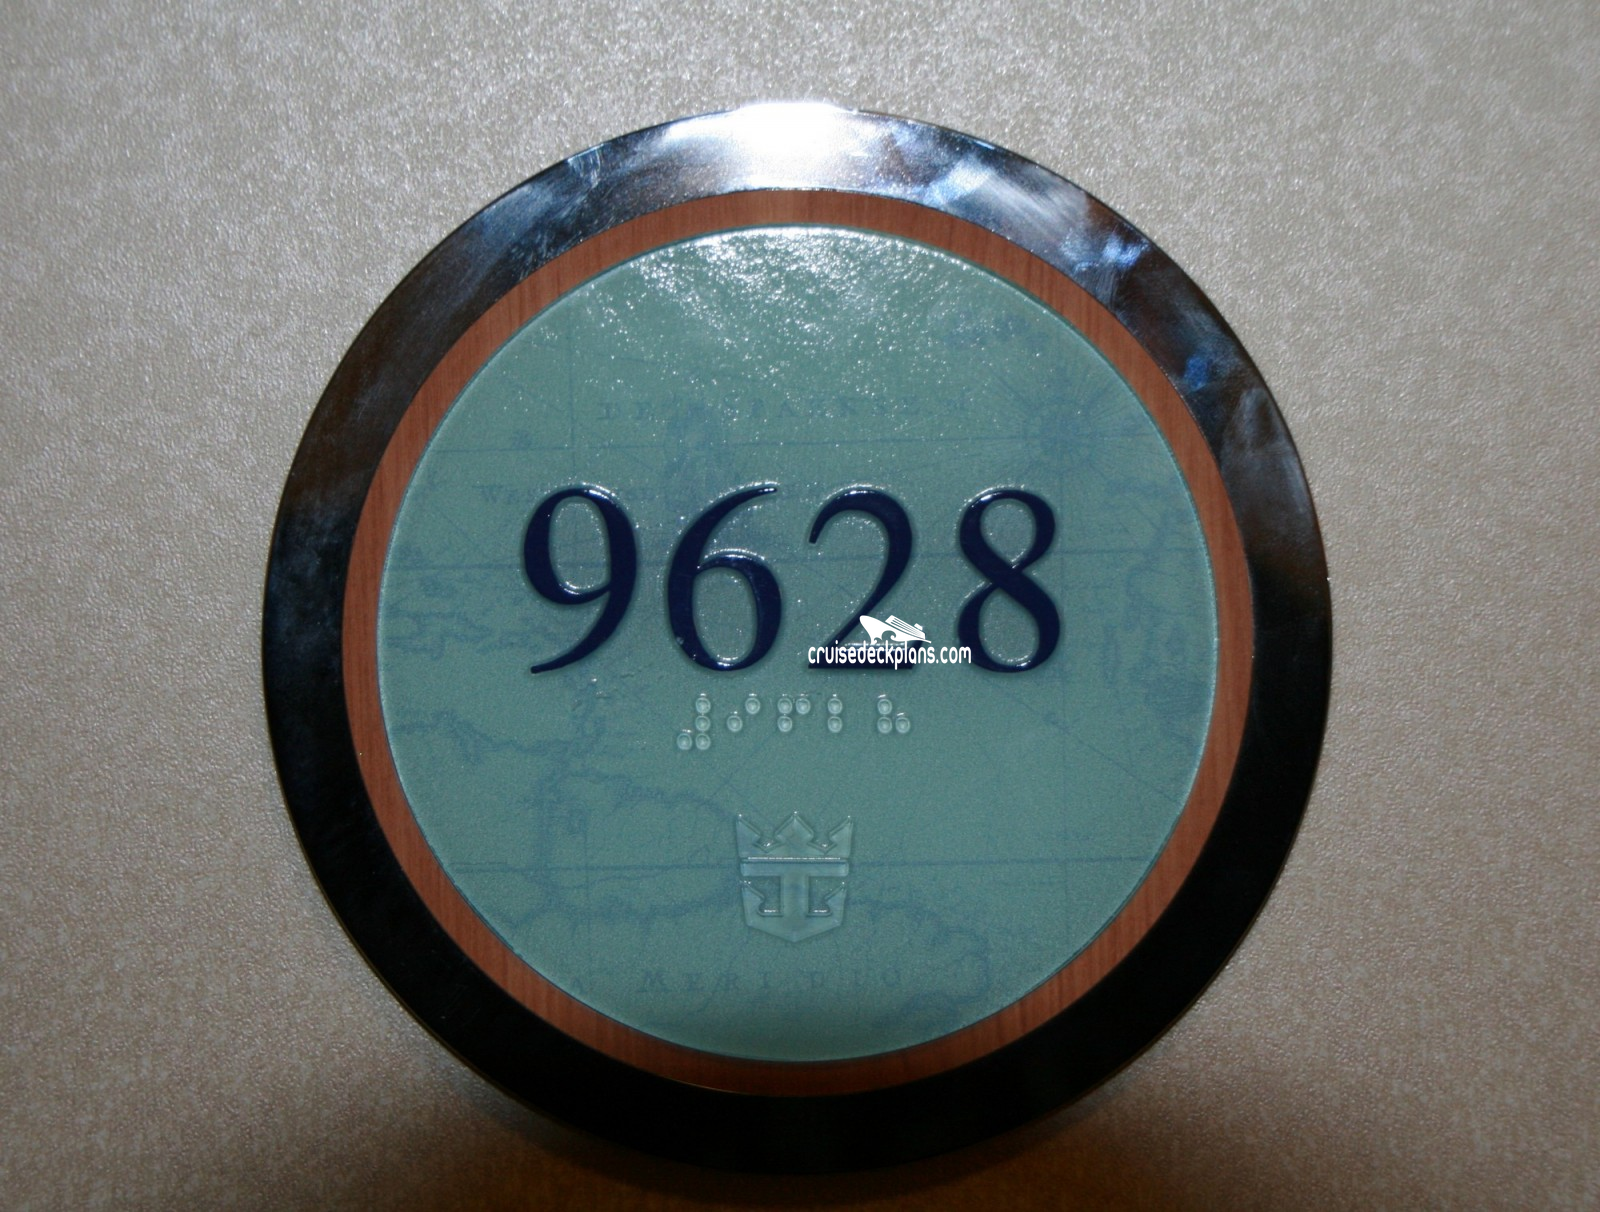 9628
cruisedeckplans.com
⠼⠊⠋⠃⠓